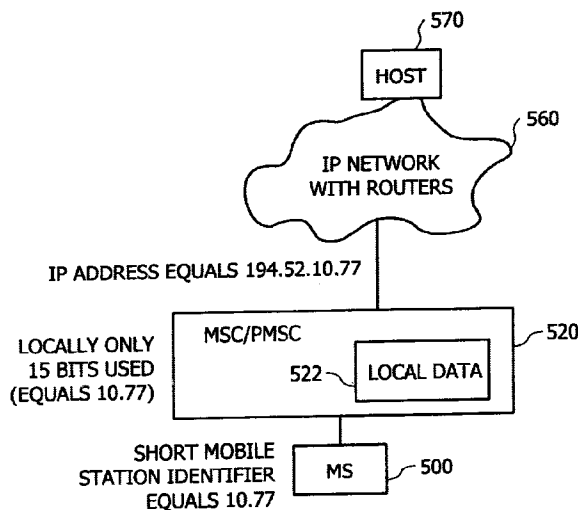 570
HOST
560
IP NETWORK
WITH ROUTERS
IP ADDRESS EQUALS 194.52.10.77
MSC/PMSC
520
LOCALLY ONLY
15 BITS USED
(EQUALS 10.77)
522
LOCAL DATA
SHORT MOBILE
STATION IDENTIFIER
EQUALS 10.77
MS
500